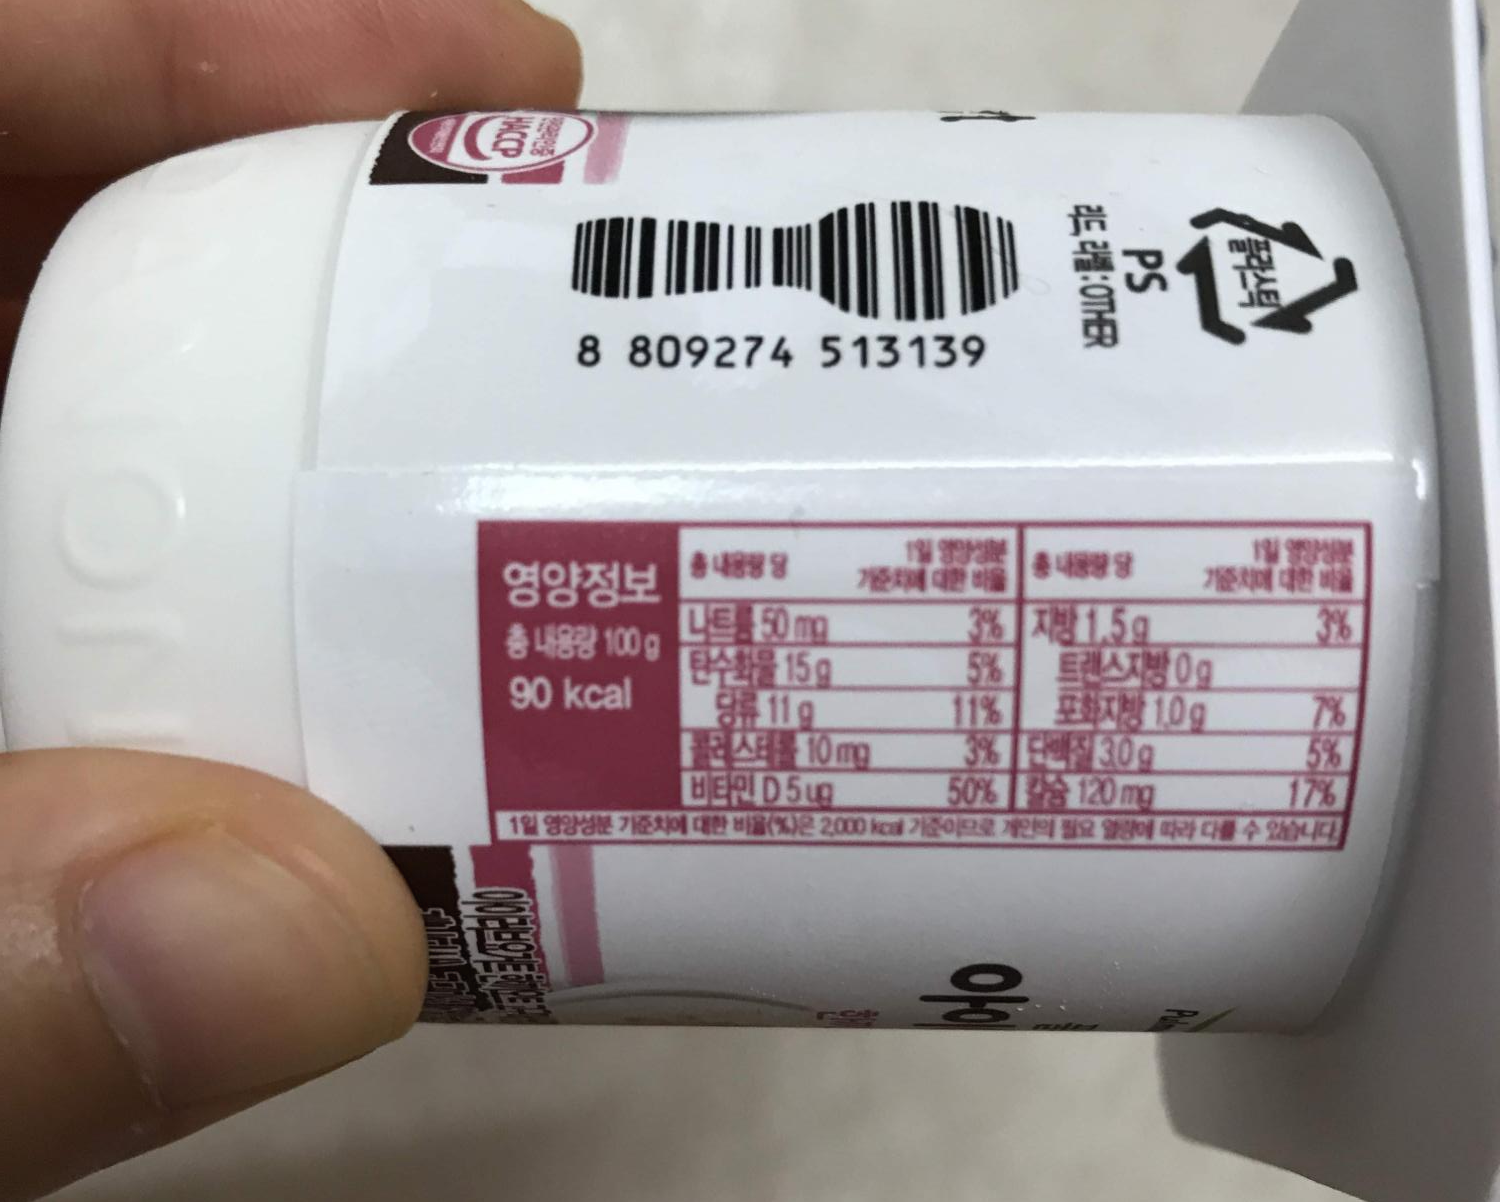 HACCP
8 809274 513139
플라스틱
PS
리드, 라벨:OTHER
영양정보
총 내용량 100 g
90 kcal
총 내용량 당 1일 영양성분 기준치에 대한 비율
나트륨 50 mg 3%
탄수화물 15 g 5%
당류 11 g 11%
콜레스테롤 10 mg 3%
비타민 D 5 ug 50%
총 내용량 당 1일 영양성분 기준치에 대한 비율
지방 1.5 g 3%
트랜스지방 0 g
포화지방 1.0 g 7%
단백질 3.0 g 5%
칼슘 120 mg 17%
1일 영양성분 기준치에 대한 비율(%)은 2,000 kcal 기준이므로 개인의 필요 열량에 따라 다를 수 있습니다.